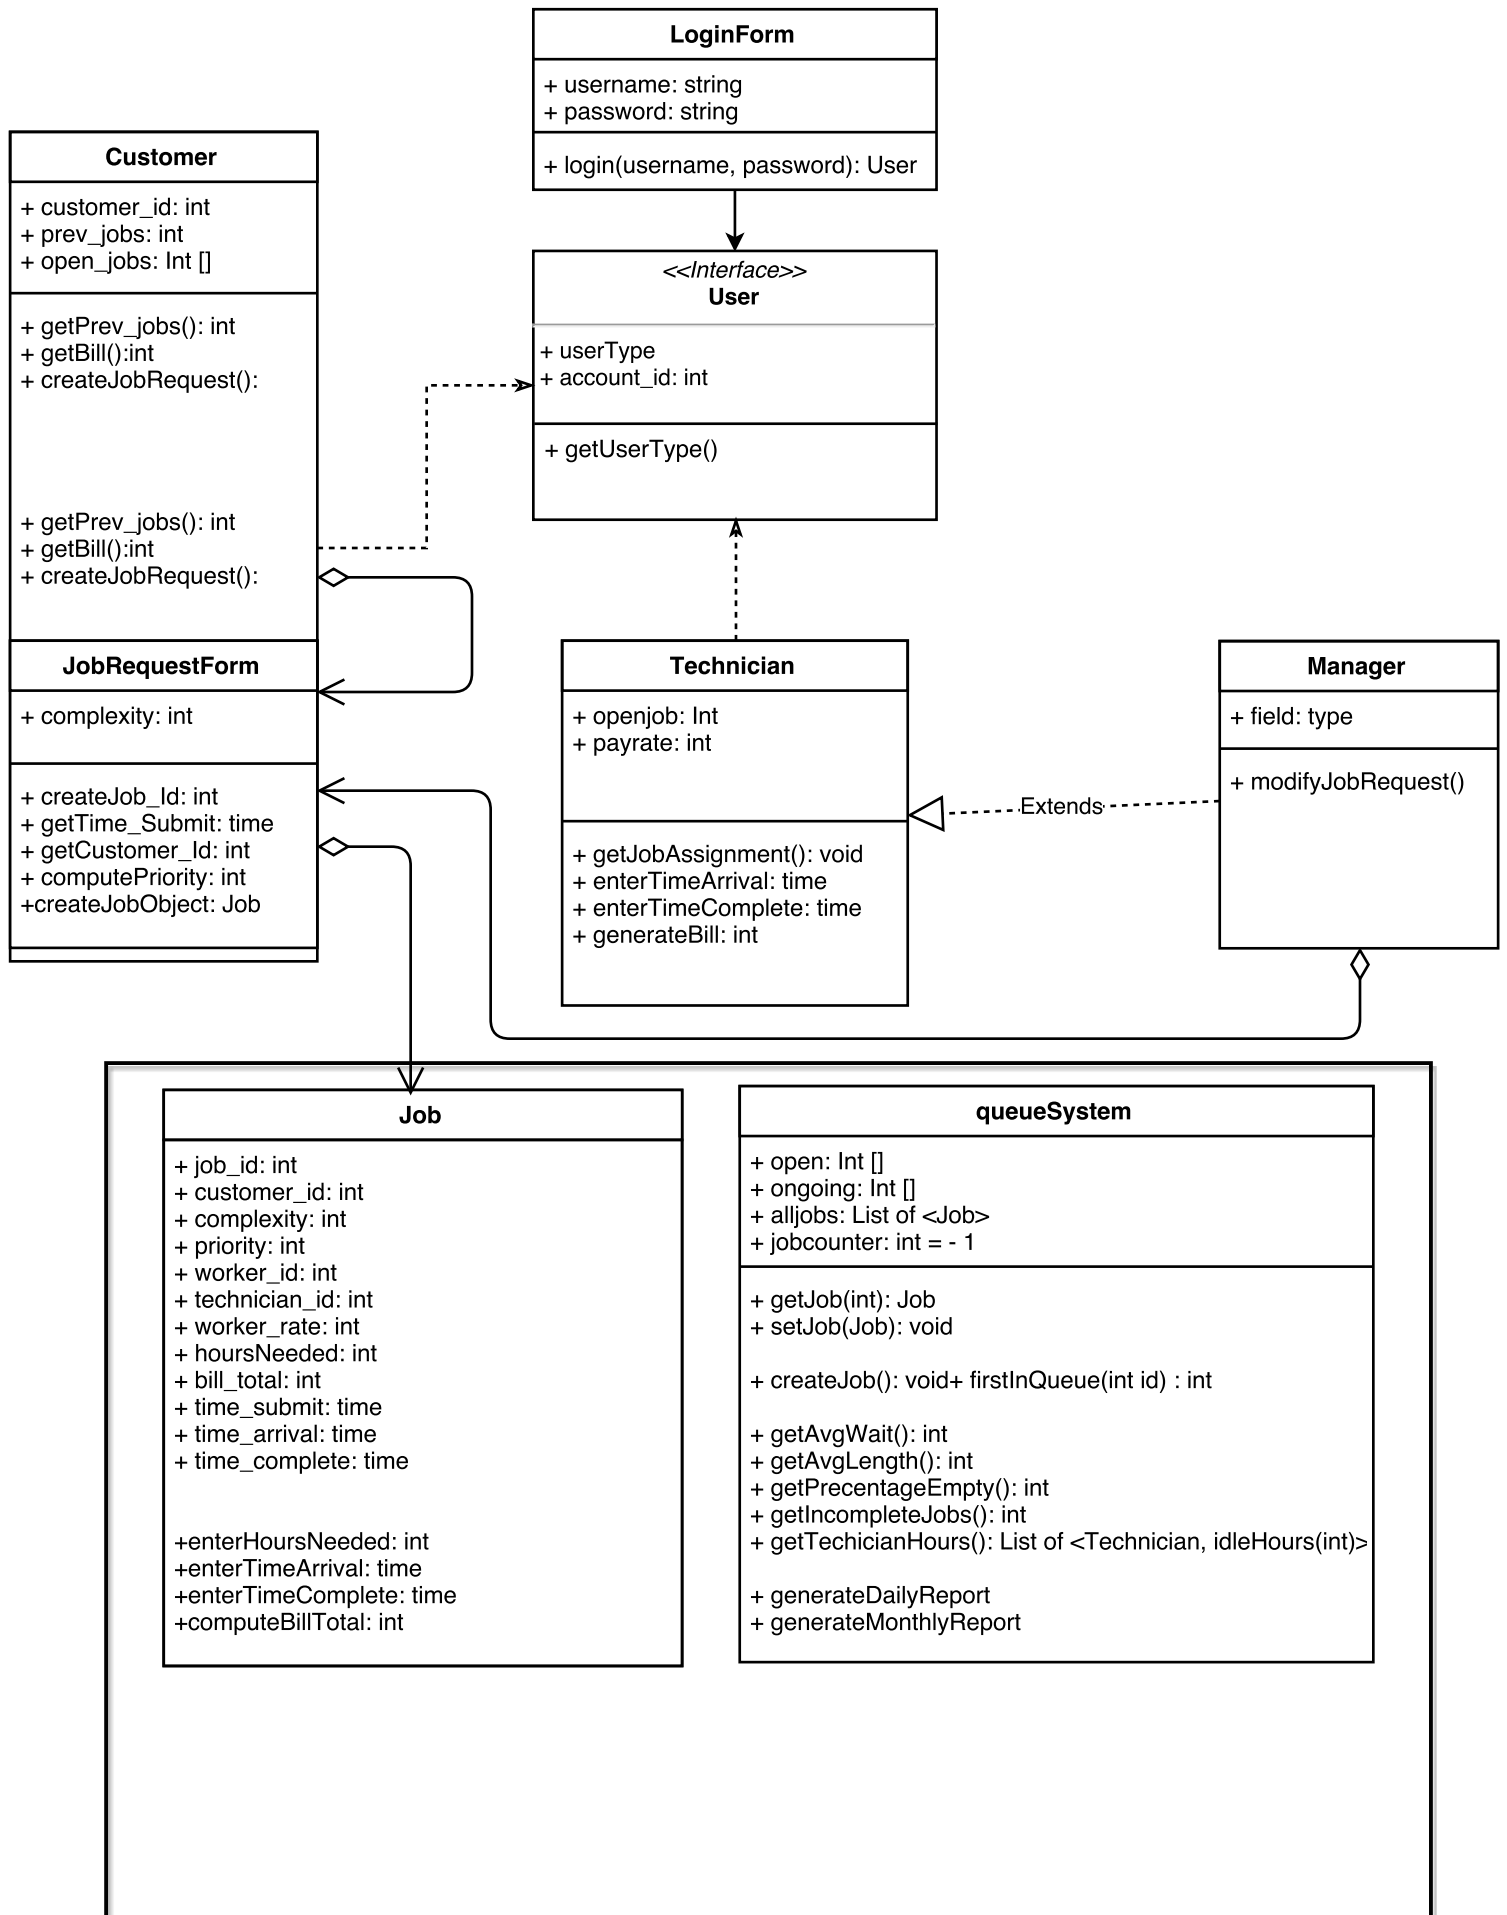 LoginForm
+ username: string
+ password: string
+ login(username, password): User
Customer
+ customer_id: int
+ prev_jobs: int
+ open_jobs: Int []
+ getPrev_jobs(): int
+ getBill():int
+ createJobRequest():
+ getPrev_jobs(): int
+ getBill():int
+ createJobRequest():
<<Interface>>
User
+ userType
+ account_id: int
+ getUserType()
JobRequestForm
+ complexity: int
+ createJob_Id: int
+ getTime_Submit: time
+ getCustomer_Id: int
+ computePriority: int
+createJobObject: Job
Technician
+ openjob: Int
+ payrate: int
+ getJobAssignment(): void
+ enterTimeArrival: time
+ enterTimeComplete: time
+ generateBill: int
Extends
Manager
+ field: type
+ modifyJobRequest()
Job
+ job_id: int
+ customer_id: int
+ complexity: int
+ priority: int
+ worker_id: int
+ technician_id: int
+ worker_rate: int
+ hoursNeeded: int
+ bill_total: int
+ time_submit: time
+ time_arrival: time
+ time_complete: time
+enterHoursNeeded: int
+enterTimeArrival: time
+enterTimeComplete: time
+computeBillTotal: int
queueSystem
+ open: Int []
+ ongoing: Int []
+ alljobs: List of <Job>
+ jobcounter: int = - 1
+ getJob(int): Job
+ setJob(Job): void
+ createJob(): void+ firstInQueue(int id) : int
+ getAvgWait(): int
+ getAvgLength(): int
+ getPrecentageEmpty(): int
+ getIncompleteJobs(): int
+ getTechicianHours(): List of <Technician, idleHours(int)>
+ generateDailyReport
+ generateMonthlyReport